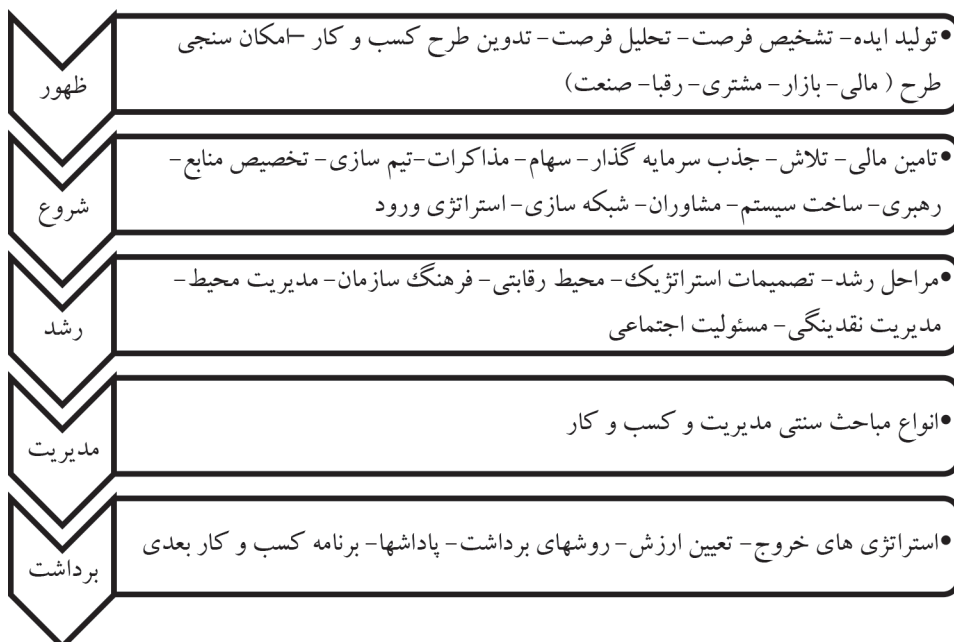 ظهور
•تولید ایده- تشخیص فرصت- تحلیل فرصت- تدوین طرح کسب و کار –امکان سنجی
طرح ( مالی- بازار- مشتری- رقبا- صنعت)
شروع
•تامین مالی- تلاش- جذب سرمایه گذار- سهام- مذاکرات-تیم سازی- تخصیص منابع-
رهبری- ساخت سیستم- مشاوران- شبکه سازی- استراتژی ورود
رشد
•مراحل رشد- تصمیمات استراتژیک- محیط رقابتی- فرهنگ سازمان- مدیریت محیط-
مدیریت نقدینگی- مسئولیت اجتماعی
مدیریت
•انواع مباحث سنتی مدیریت و کسب و کار
برداشت
•استراتژی های خروج- تعیین ارزش- روشهای برداشت- پاداشها- برنامه کسب و کار بعدی